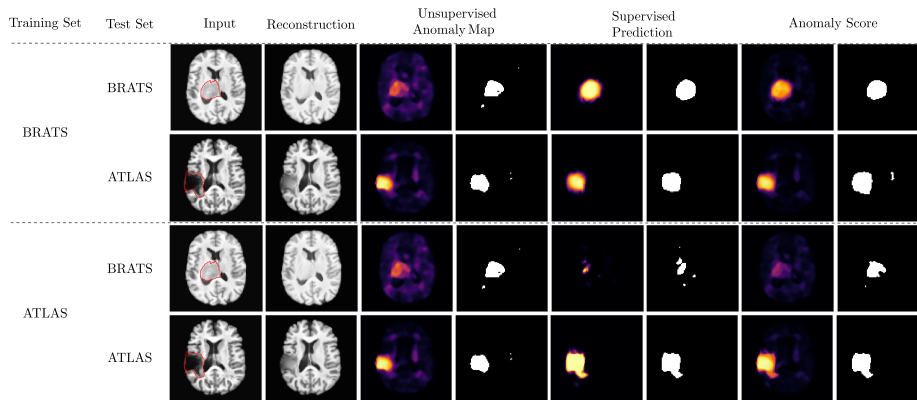 Training Set
Test Set
Input
Reconstruction
Unsupervised
Anomaly Map
Supervised
Prediction
Anomaly Score
BRATS
BRATS
ATLAS
ATLAS
BRATS
ATLAS